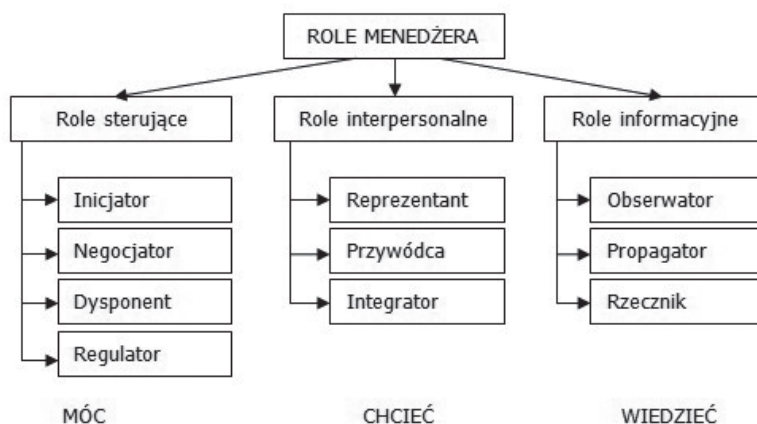 ROLE MENEDŻERA
Role sterujące
Inicjator
Negocjator
Dysponent
Regulator
MÓC
Role interpersonalne
Reprezentant
Przywódca
Integrator
CHCIEĆ
Role informacyjne
Obserwator
Propagator
Rzecznik
WIEDZIEĆ